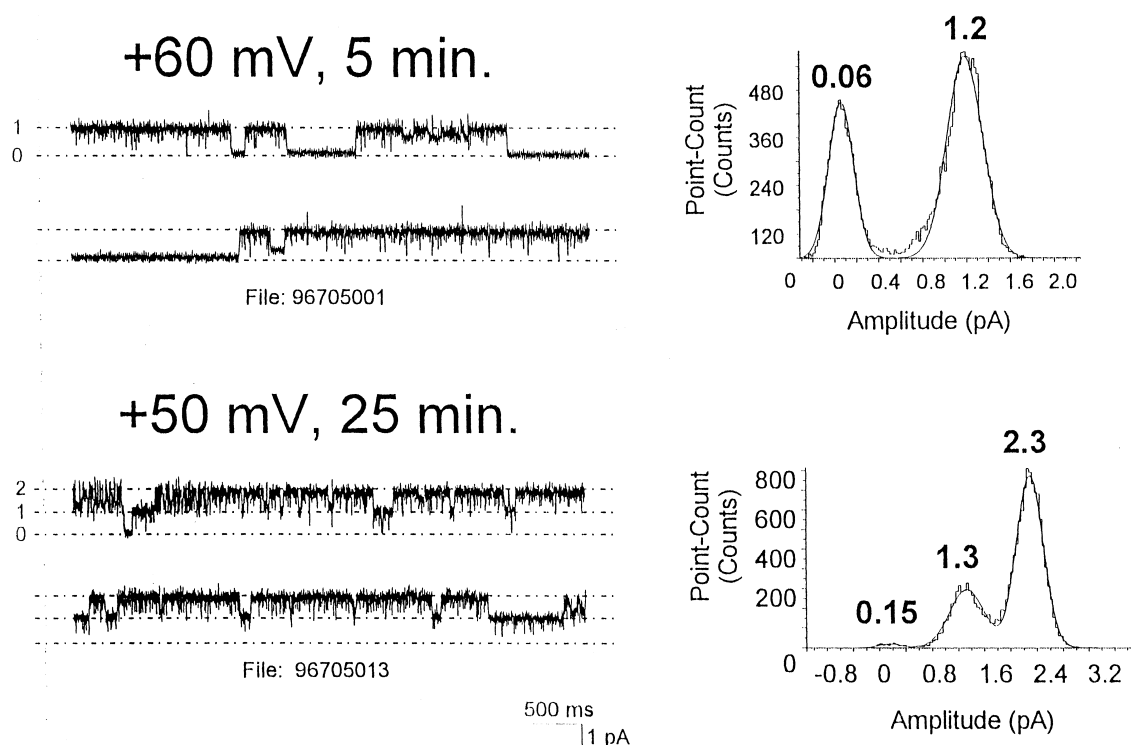 +60 mV, 5 min.
1
0
File: 96705001
1.2
0.06
480
360
240
120
0
Point-Count
(Counts)
0 0.4 0.8 1.2 1.6 2.0
Amplitude (pA)
+50 mV, 25 min.
2
1
0
File: 96705013
500 ms
1 pA
2.3
1.3
0.15
800
600
400
200
0
Point-Count
(Counts)
-0.8 0 0.8 1.6 2.4 3.2
Amplitude (pA)